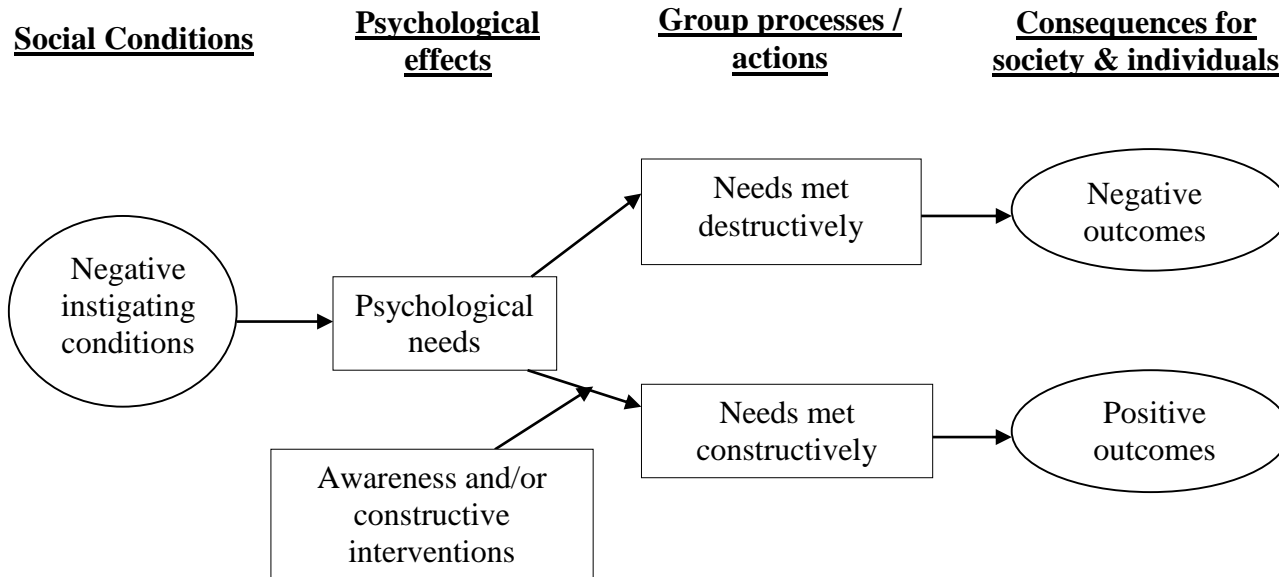 Social Conditions
Psychological
effects
Group processes /
actions
Consequences for
society & individuals
Negative
instigating
conditions
Psychological
needs
Needs met
destructively
Negative
outcomes
Awareness and/or
constructive
interventions
Needs met
constructively
Positive
outcomes